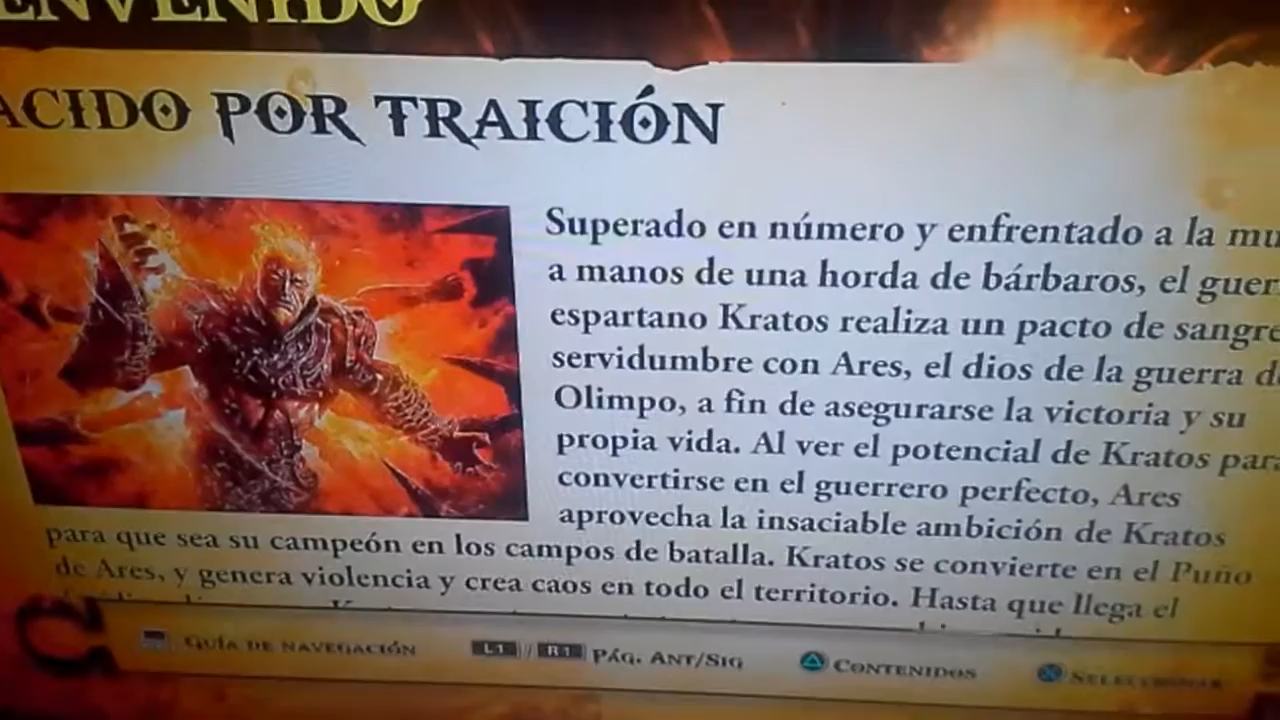 ENVENIDO
ACIDO POR TRAICIÓN
Superado en número y enfrentado a la mu
a manos de una horda de bárbaros, el guer
espartano Kratos realiza un pacto de sangre
servidumbre con Ares, el dios de la guerra d
Olimpo, a fin de asegurarse la victoria y su
propia vida. Al ver el potencial de Kratos para
convertirse en el guerrero perfecto, Ares
aprovecha la insaciable ambición de Kratos
para que sea su campeón en los campos de batalla. Kratos se convierte en el Puño
de Ares, y genera violencia y crea caos en todo el territorio. Hasta que llega el
GUÍA DE NAVEGACIÓN L1 / R1 PÁG. ANT/SIG CONTENIDOS SELECCIONAR